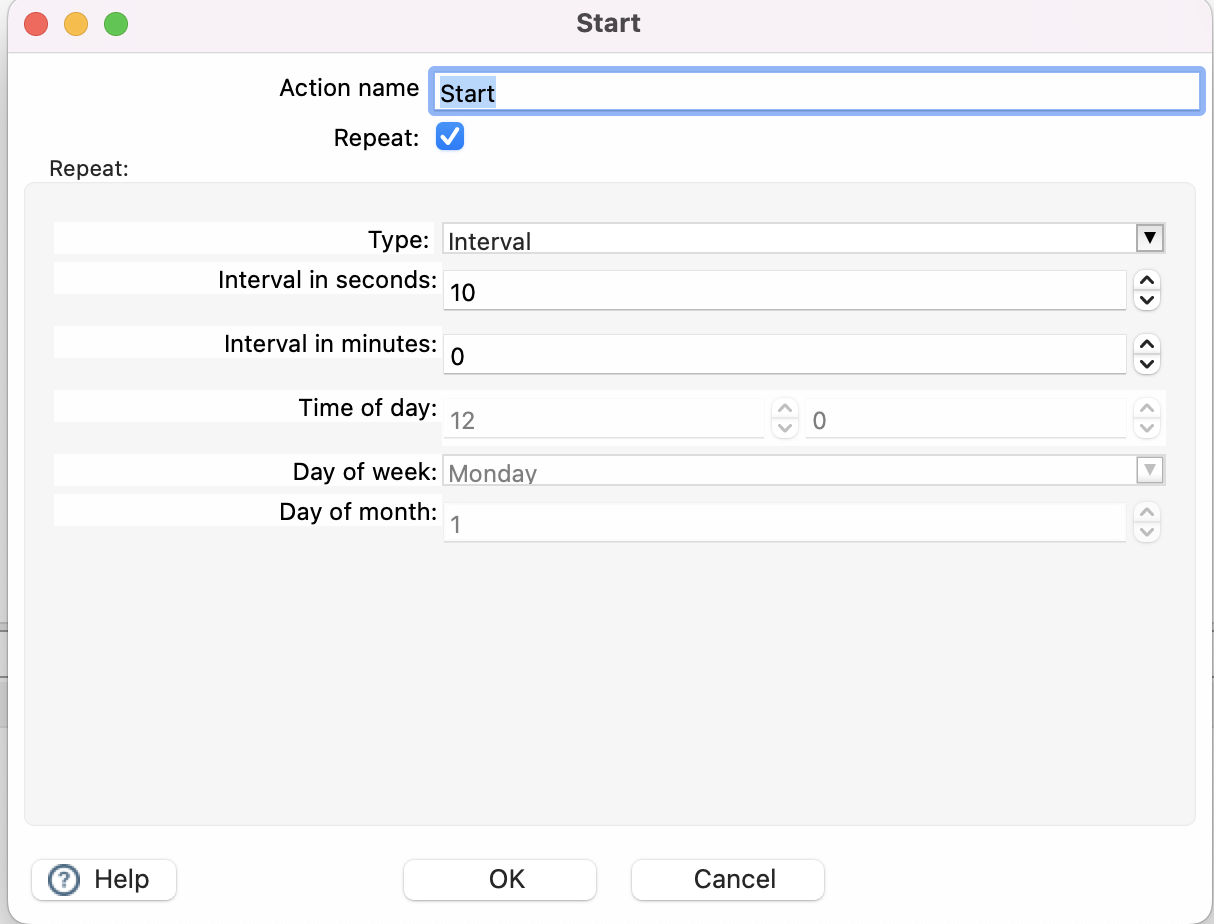 Start
Action name Start
Repeat:
Repeat:
Type: Interval
Interval in seconds: 10
Interval in minutes: 0
Time of day: 12 0
Day of week: Monday
Day of month: 1
Help OK Cancel